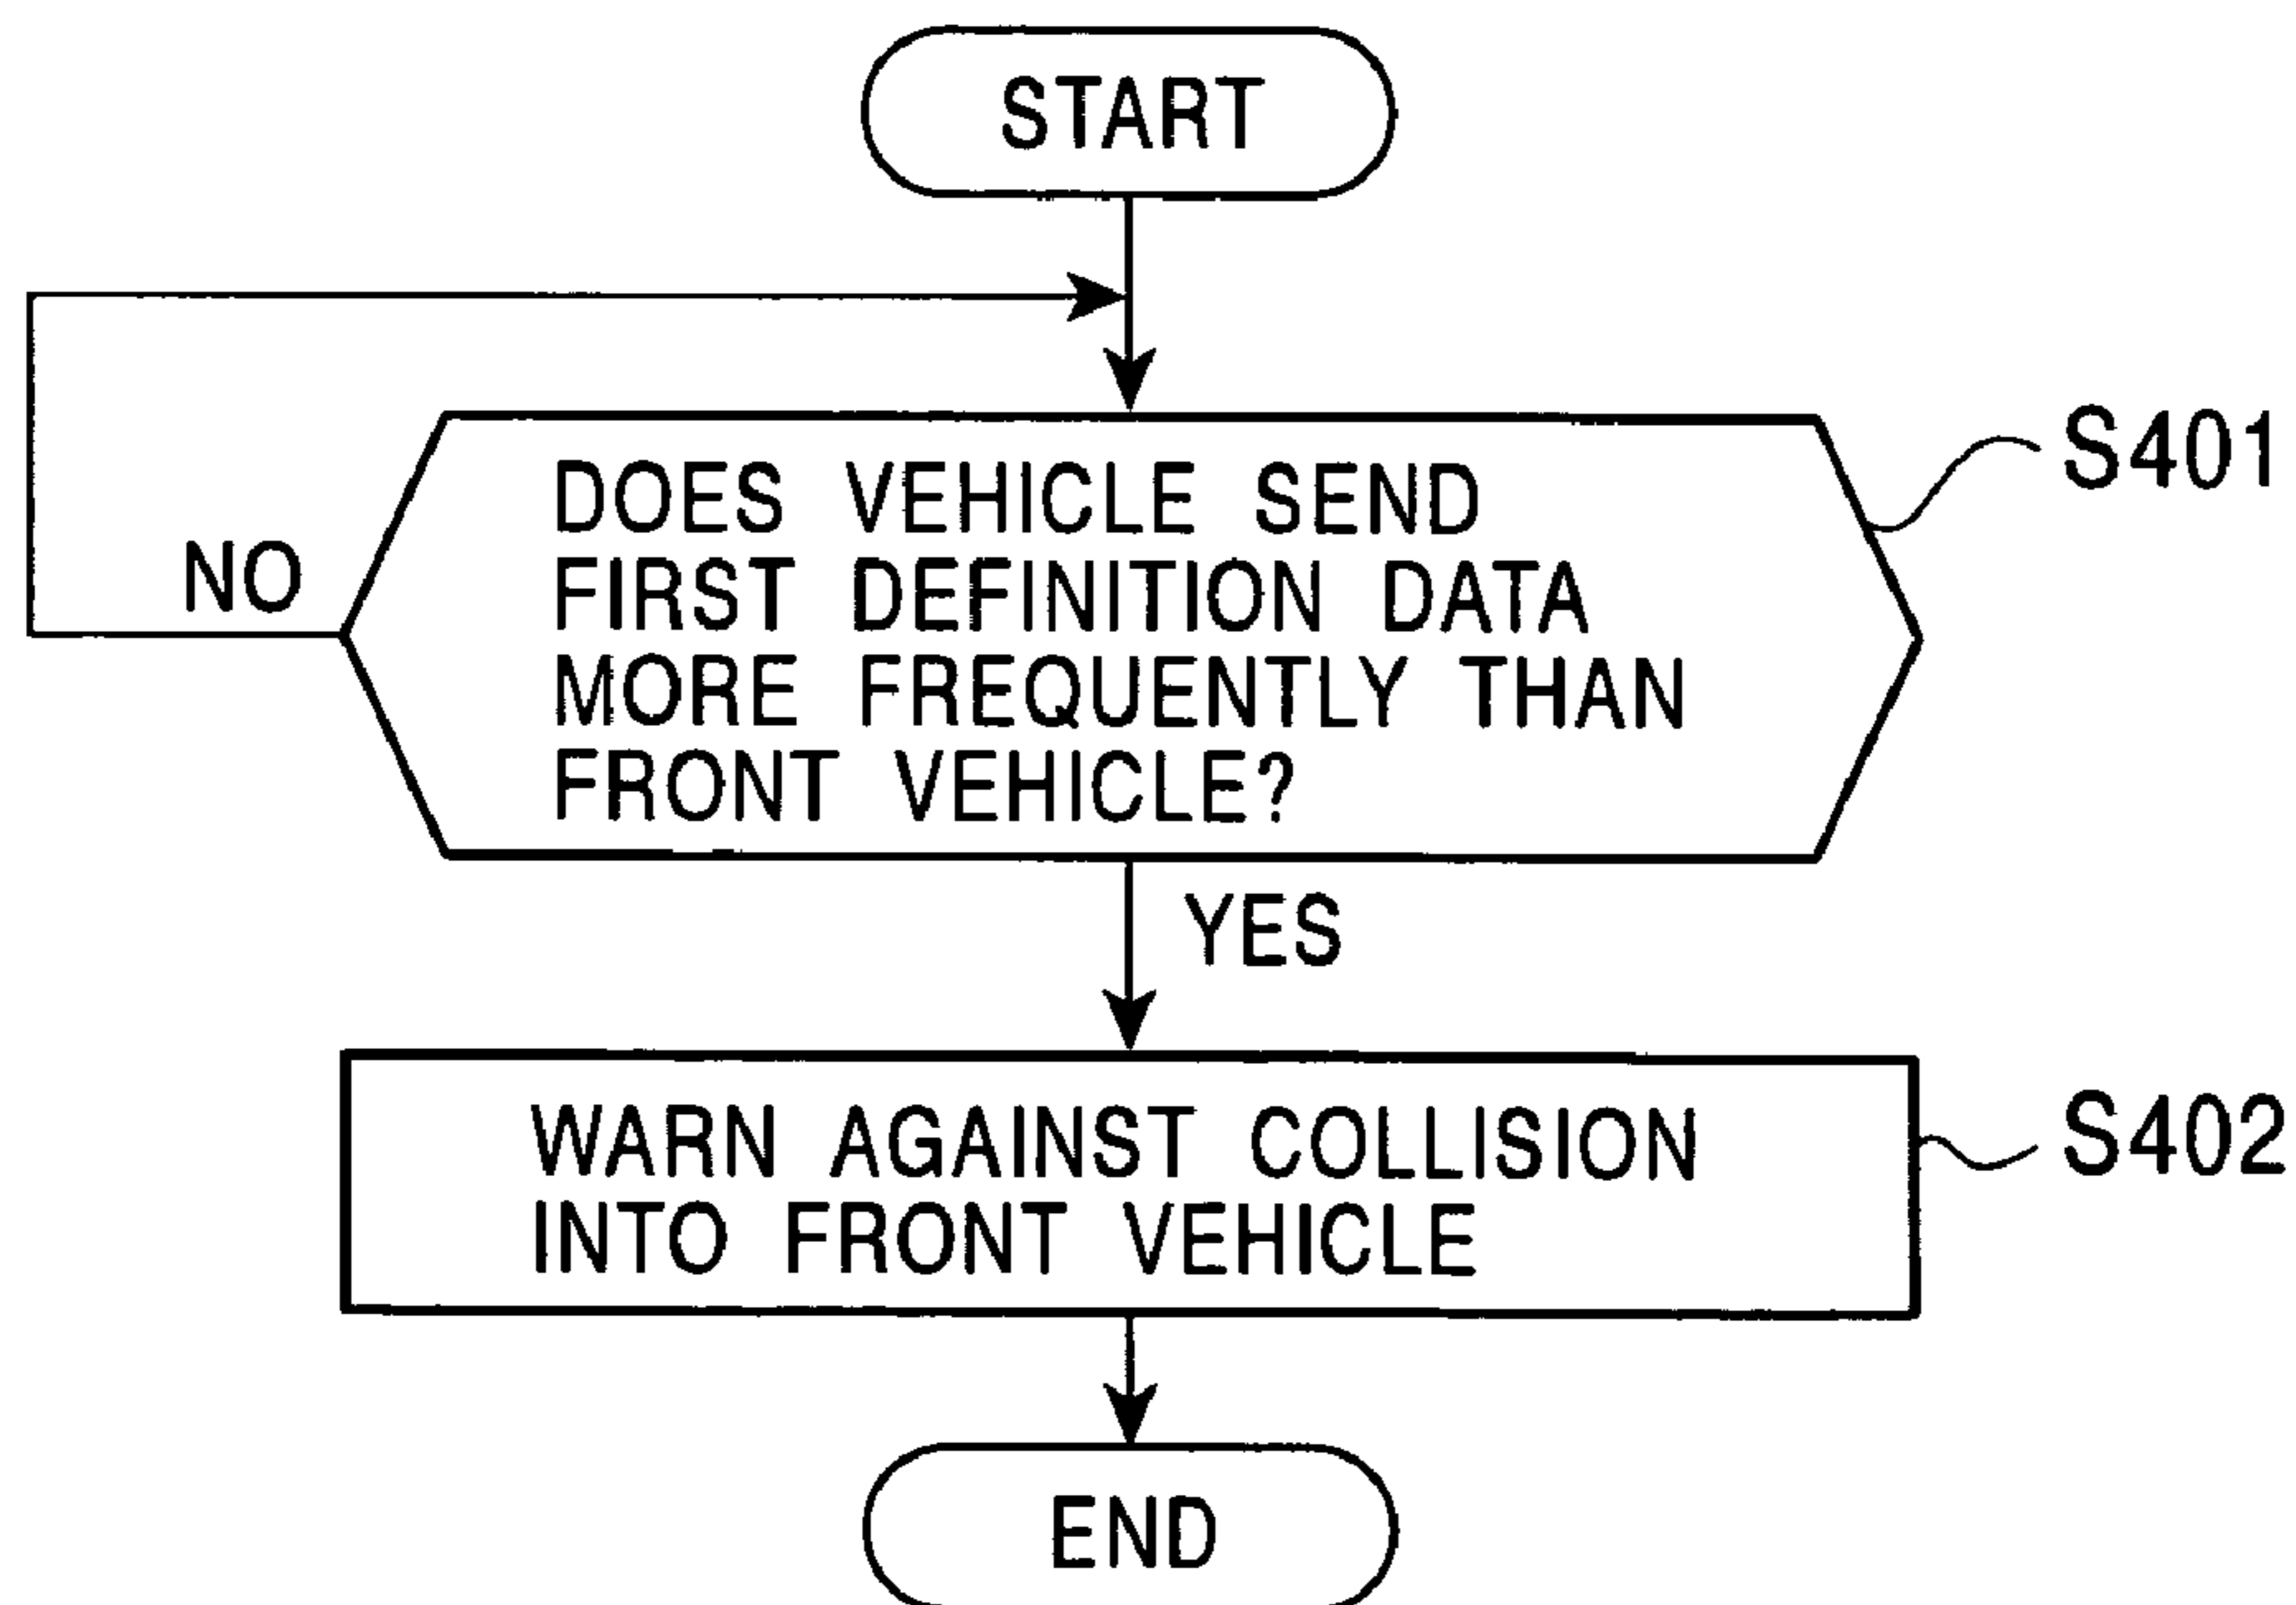 START
DOES VEHICLE SEND
FIRST DEFINITION DATA
MORE FREQUENTLY THAN
FRONT VEHICLE?
S401
NO
YES
WARN AGAINST COLLISION
INTO FRONT VEHICLE
S402
END